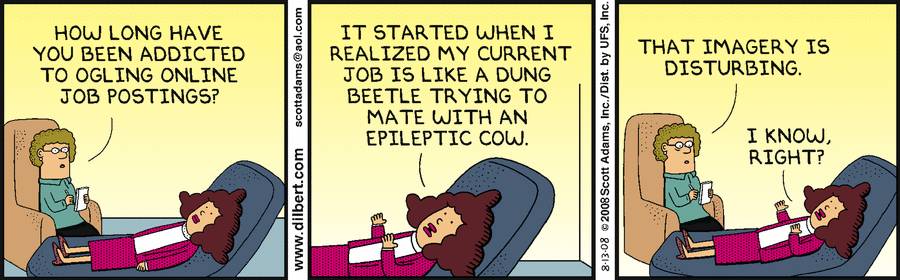 HOW LONG HAVE
YOU BEEN ADDICTED
TO OGLING ONLINE
JOB POSTINGS?
www.dilbert.com scottadams@aol.com
IT STARTED WHEN I
REALIZED MY CURRENT
JOB IS LIKE A DUNG
BEETLE TRYING TO
MATE WITH AN
EPILEPTIC COW.
8-13-08 ©2008 Scott Adams, Inc./Dist. by UFS, Inc.
THAT IMAGERY IS
DISTURBING.
I KNOW,
RIGHT?